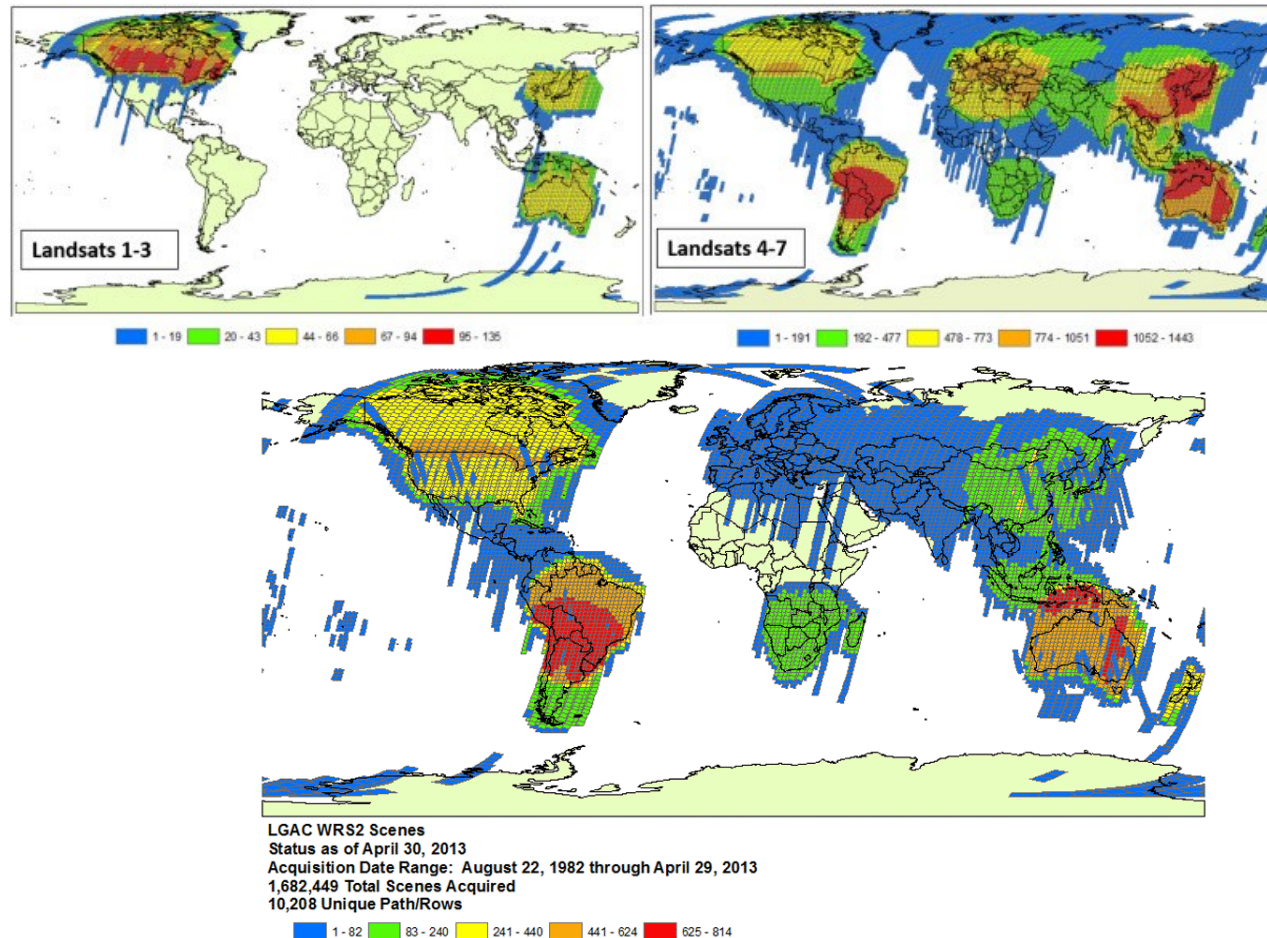 Landsats 1-3
Landsats 4-7
1 - 19 20 - 43 44 - 66 67 - 94 95 - 135
1 - 191 192 - 477 478 - 773 774 - 1051 1052 - 1443
LGAC WRS2 Scenes
Status as of April 30, 2013
Acquisition Date Range: August 22, 1982 through April 29, 2013
1,682,449 Total Scenes Acquired
10,208 Unique Path/Rows
1 - 82 83 - 240 241 - 440 441 - 624 625 - 814